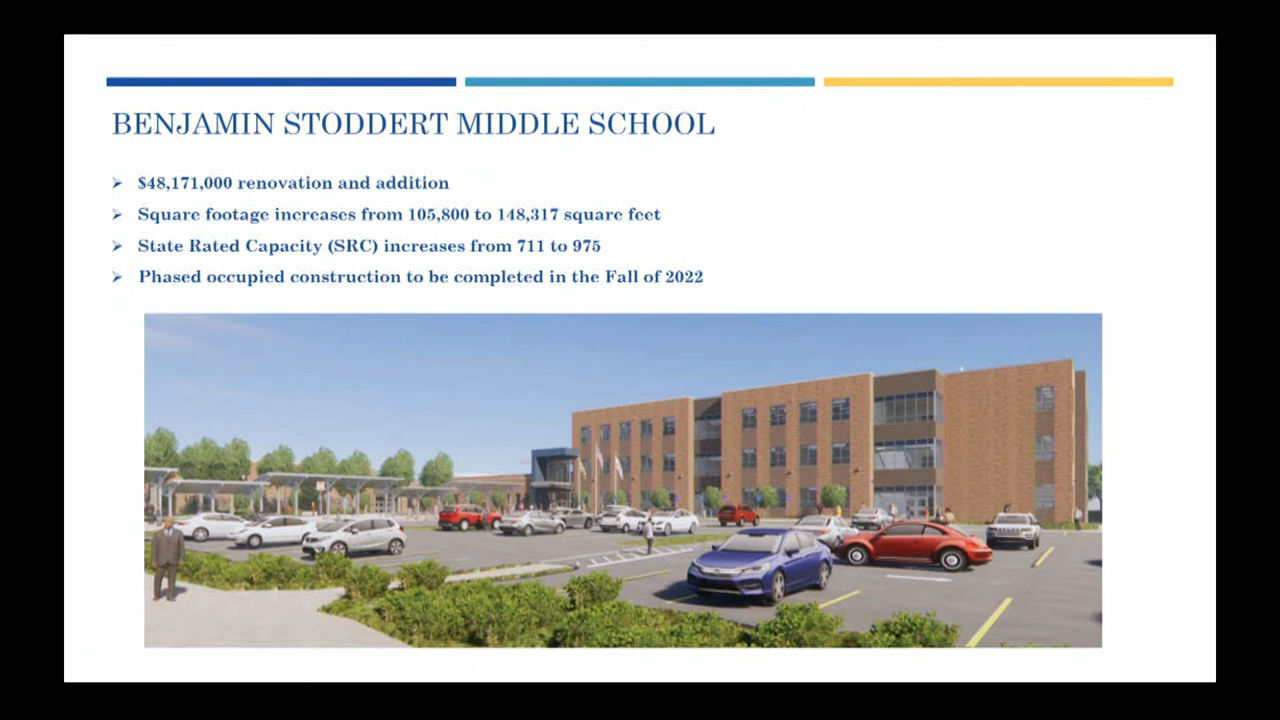 BENJAMIN STODDERT MIDDLE SCHOOL
$48,171,000 renovation and addition
Square footage increases from 105,800 to 148,317 square feet
State Rated Capacity (SRC) increases from 711 to 975
Phased occupied construction to be completed in the Fall of 2022